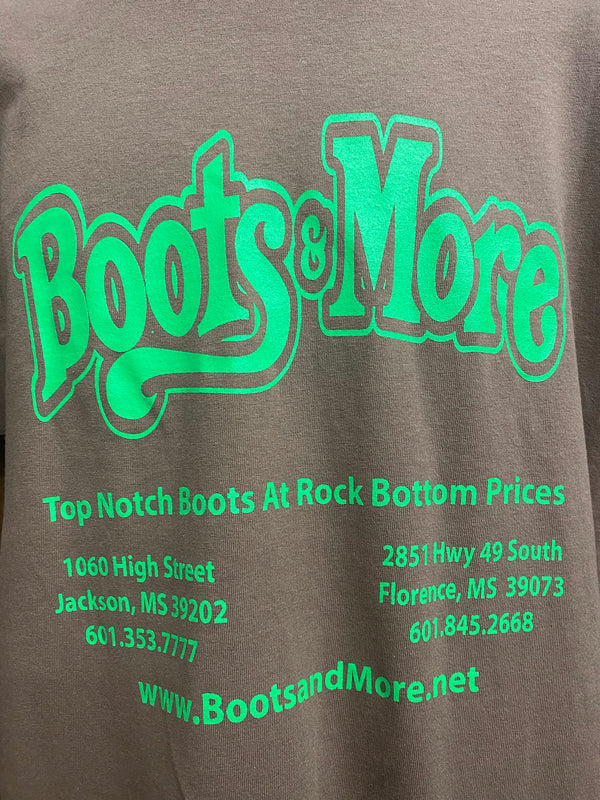 Boots & More
Top Notch Boots At Rock Bottom Prices
1060 High Street
Jackson, MS 39202
601.353.7777
2851 Hwy 49 South
Florence, MS 39073
601.845.2668
www.BootsandMore.net